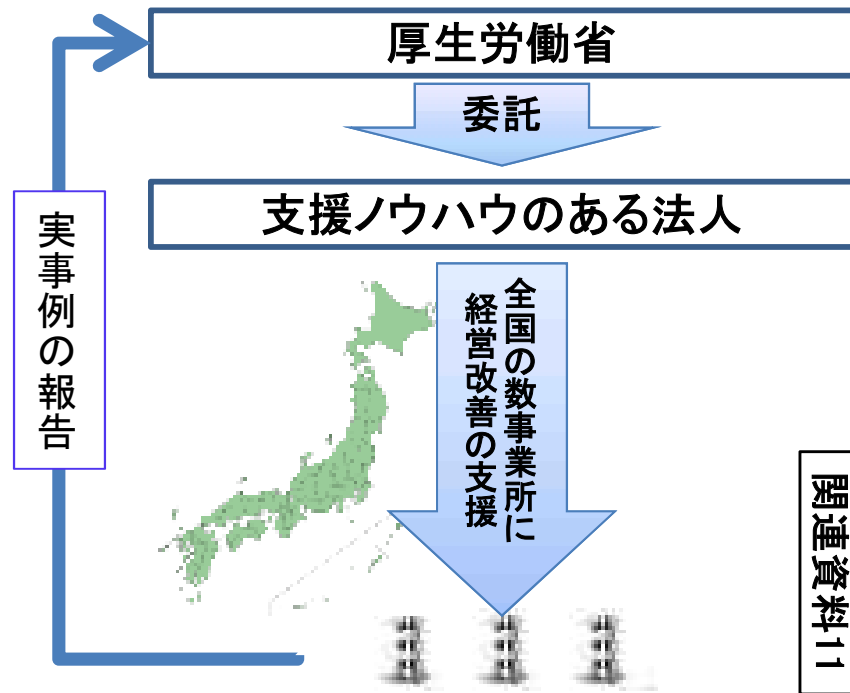 厚生労働省
委託
支援ノウハウのある法人
実事例の報告
全国の数事業所に
経営改善の支援
関連資料11